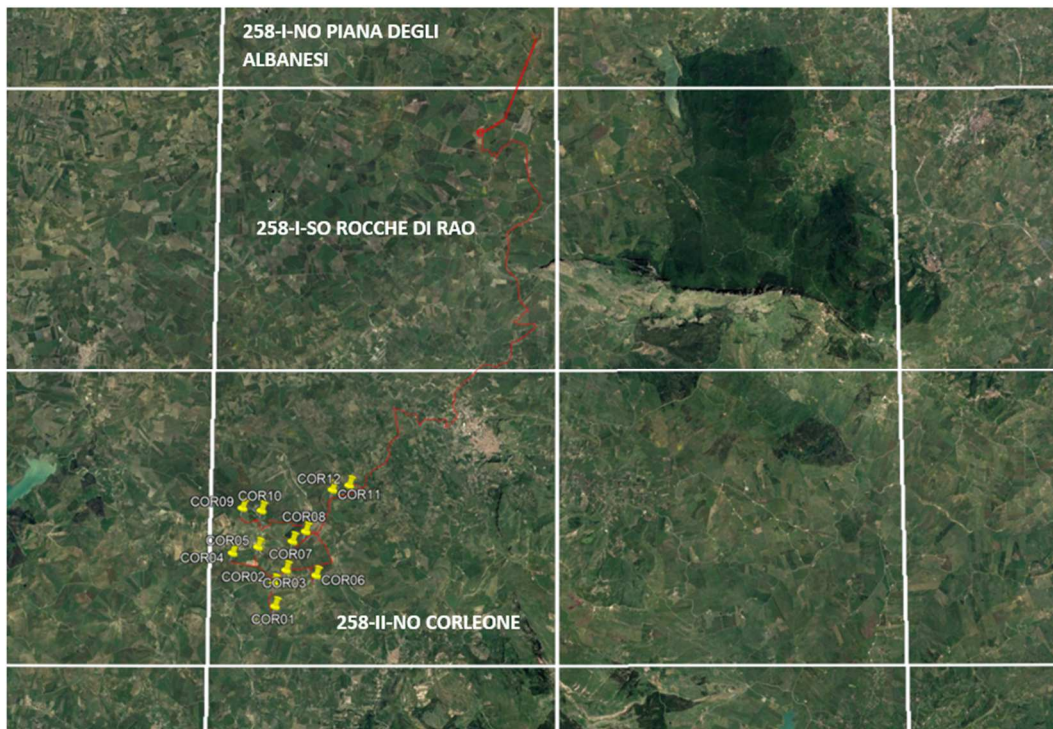 258-I-NO PIANA DEGLI
ALBANESI
258-I-SO ROCCHE DI RAO
COR12
COR11
COR09
COR10
COR08
COR05
COR04
COR07
COR02
COR03
COR06
COR01
258-II-NO CORLEONE